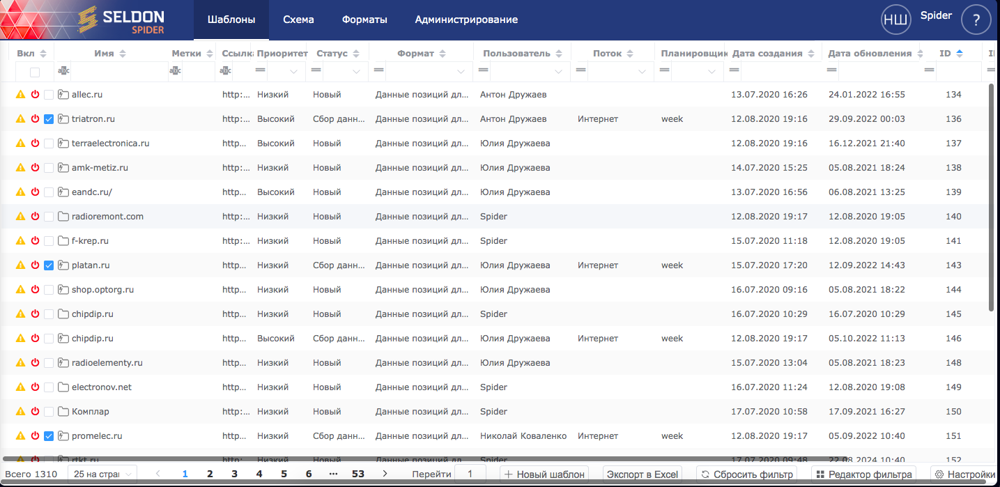 SELDON SPIDER Шаблоны Схема Форматы Администрирование НШ Spider ?
Вкл Имя Метки Ссылка Приоритет Статус Формат Пользователь Поток Планировщик Дата создания Дата обновления ID
allec.ru http:... Низкий Новый Данные позиций дл... Антон Дружаев 13.07.2020 16:26 24.01.2022 16:55 134
triatron.ru http:... Высокий Сбор данн... Данные позиций дл... Антон Дружаев Интернет week 12.08.2020 19:16 29.09.2022 00:03 136
terraelectronica.ru http... Высокий Новый Данные позиций дл... Юлия Дружаева 12.08.2020 19:16 16.12.2021 21:40 137
amk-metiz.ru http:... Низкий Новый Данные позиций дл... Юлия Дружаева 14.07.2020 15:25 05.08.2021 18:24 138
eandc.ru/ http... Высокий Новый Данные позиций дл... Юлия Дружаева 13.07.2020 16:56 06.08.2021 13:25 139
radioremont.com http:... Низкий Новый Данные позиций дл... Spider 12.08.2020 19:17 12.08.2020 19:05 140
f-krep.ru http:... Низкий Новый Данные позиций дл... Spider 15.07.2020 11:18 12.08.2020 19:05 141
platan.ru http... Низкий Сбор данн... Данные позиций дл... Юлия Дружаева Интернет week 15.07.2020 17:20 12.09.2022 14:43 143
shop.optorg.ru http... Низкий Новый Данные позиций дл... Юлия Дружаева 16.07.2020 09:16 05.08.2021 18:22 144
chipdip.ru http... Низкий Новый Данные позиций дл... Spider 16.07.2020 10:29 16.07.2020 10:29 145
chipdip.ru http... Высокий Сбор данн... Данные позиций дл... Юлия Дружаева Интернет week 12.08.2020 19:17 05.10.2022 11:13 146
radioelementy.ru http... Низкий Новый Данные позиций дл... Юлия Дружаева 15.07.2020 13:04 05.08.2021 18:23 148
electronov.net http... Низкий Новый Данные позиций дл... Spider 16.07.2020 11:24 12.08.2020 19:08 149
Комплар http:... Низкий Новый Данные позиций дл... Spider 17.07.2020 10:58 17.09.2021 16:27 150
promelec.ru http... Низкий Сбор данн... Данные позиций дл... Николай Коваленко Интернет week 12.08.2020 19:17 05.09.2022 10:40 151
rtkt.ru http: Низкий Новый Данные позиций дл... Spider 17.07.2020 09:48 22.08.2024 10:40 152
Всего 1310 25 на стра 1 2 3 4 5 6 ... 53 Перейти 1 Новый шаблон Экспорт в Excel Сбросить фильтр Редактор фильтра Настройки